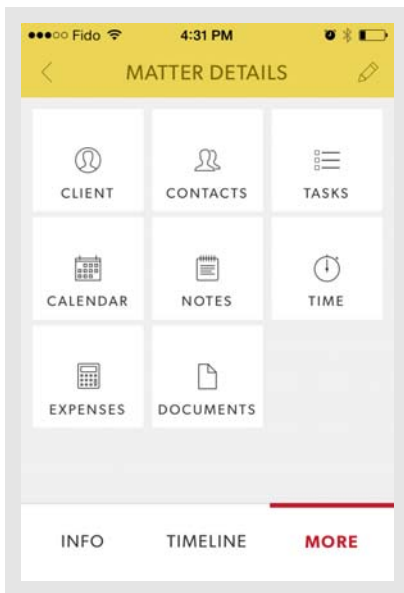 Fido 4:31 PM
MATTER DETAILS
CLIENT CONTACTS TASKS
CALENDAR NOTES TIME
EXPENSES DOCUMENTS
INFO TIMELINE MORE